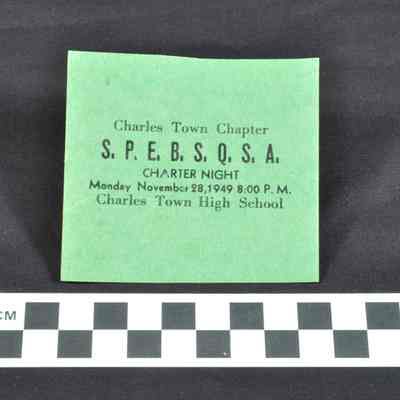 Charles Town Chapter
S. P. E. B. S. Q. S. A.
CHARTER NIGHT
Monday November 28, 1949 8:00 P. M.
Charles Town High School
CM